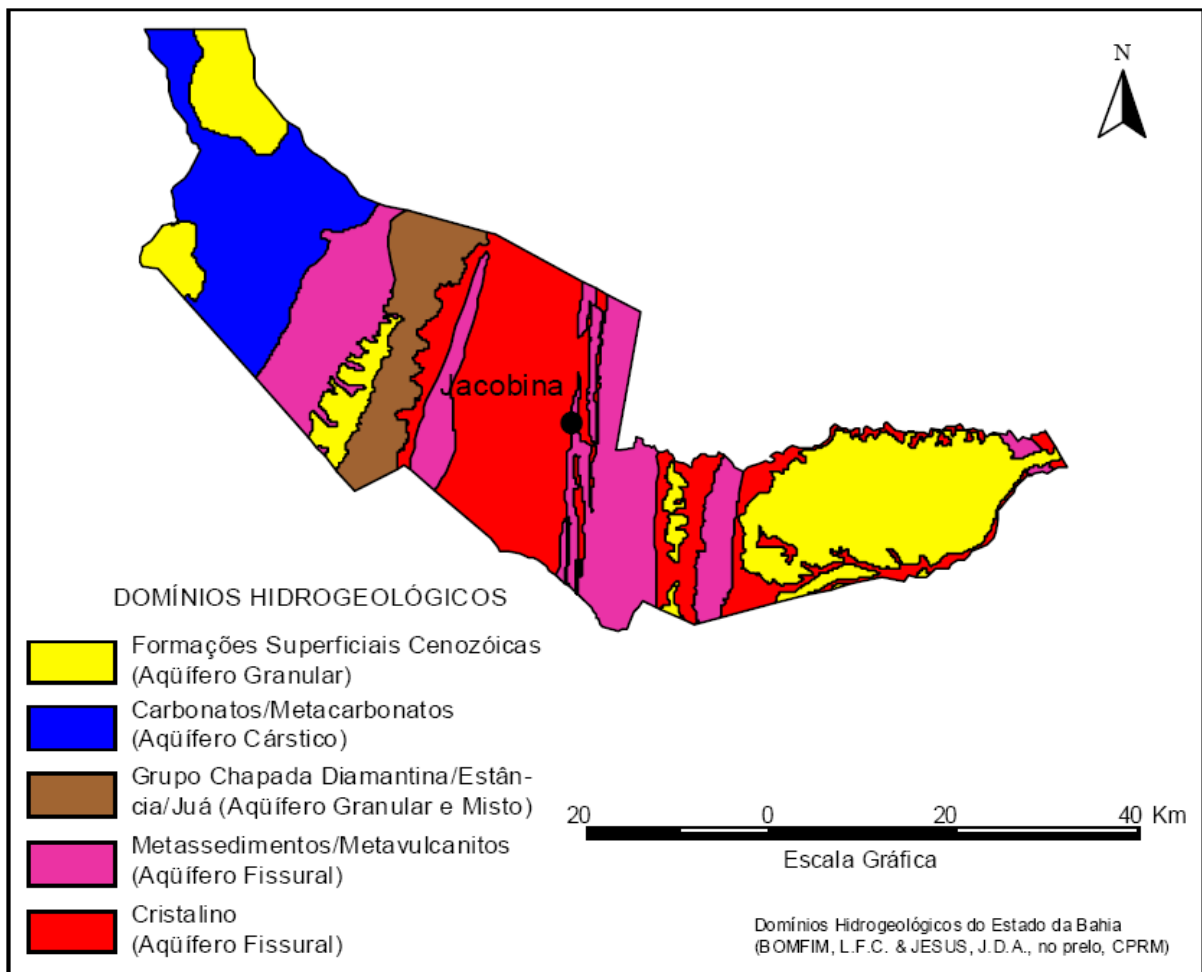 N
Jacobina
DOMÍNIOS HIDROGEOLÓGICOS
Formações Superficiais Cenozóicas
(Aqüífero Granular)
Carbonatos/Metacarbonatos
(Aqüífero Cárstico)
Grupo Chapada Diamantina/Estân-
cia/Juá (Aqüífero Granular e Misto)
Metassedimentos/Metavulcanitos
(Aqüífero Fissural)
Cristalino
(Aqüífero Fissural)
20 0 20 40 Km
Escala Gráfica
Domínios Hidrogeológicos do Estado da Bahia
(BOMFIM, L.F.C. & JESUS, J.D.A., no prelo, CPRM)